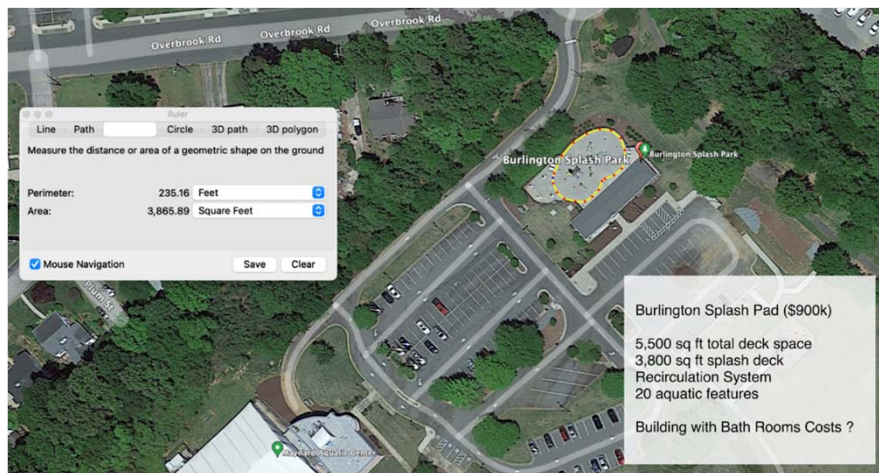 Overbrook Rd
Overbrook Rd
Overbrook Rd
Ruler
Line Path Circle 3D path 3D polygon
Measure the distance or area of a geometric shape on the ground
Perimeter: 235.16 Feet
Area: 3,865.89 Square Feet
Mouse Navigation Save Clear
Burlington Splash Park
Burlington Splash Park
Plum S
Maynard Aquatic Center
Burlington Splash Pad ($900k)
5,500 sq ft total deck space
3,800 sq ft splash deck
Recirculation System
20 aquatic features
Building with Bath Rooms Costs ?